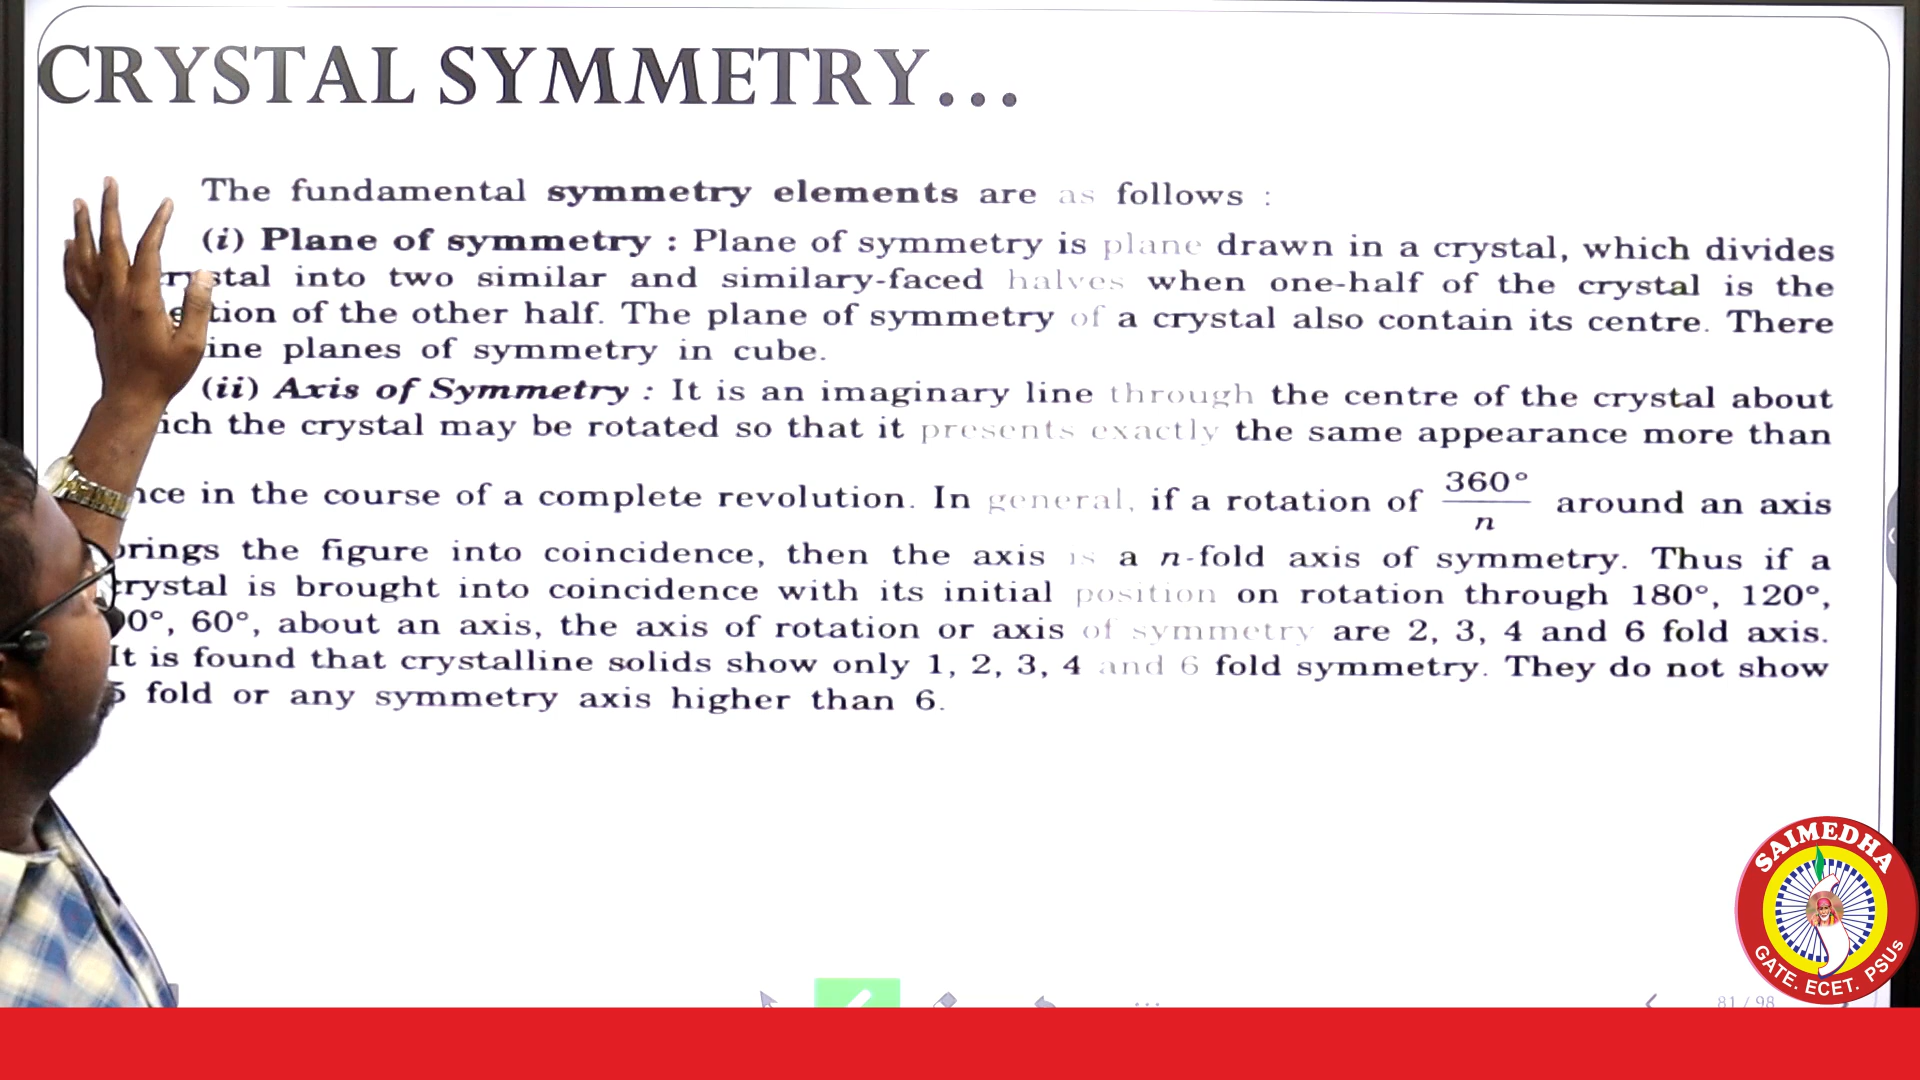 CRYSTAL SYMMETRY...
The fundamental symmetry elements are as follows :
(i) Plane of symmetry : Plane of symmetry is plane drawn in a crystal, which divides
rystal into two similar and similary-faced halves when one-half of the crystal is the
tion of the other half. The plane of symmetry of a crystal also contain its centre. There
ine planes of symmetry in cube.
(ii) Axis of Symmetry : It is an imaginary line through the centre of the crystal about
ich the crystal may be rotated so that it presents exactly the same appearance more than
nce in the course of a complete revolution. In general, if a rotation of 360°/n around an axis
brings the figure into coincidence, then the axis is a n-fold axis of symmetry. Thus if a
crystal is brought into coincidence with its initial position on rotation through 180°, 120°,
0°, 60°, about an axis, the axis of rotation or axis of symmetry are 2, 3, 4 and 6 fold axis.
It is found that crystalline solids show only 1, 2, 3, 4 and 6 fold symmetry. They do not show
5 fold or any symmetry axis higher than 6.
SAIMEDHA
GATE. ECET. PSUs
81 / 98